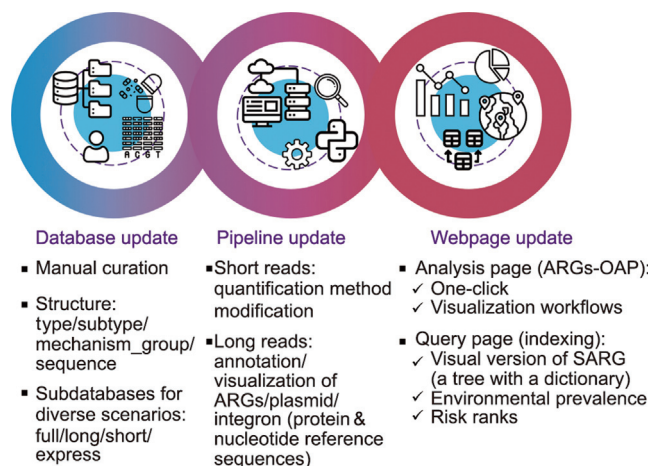 A C G T
Database update
▪ Manual curation
▪ Structure:
type/subtype/
mechanism_group/
sequence
▪ Subdatabases for
diverse scenarios:
full/long/short/
express
Pipeline update
▪Short reads:
quantification method
modification
▪Long reads:
annotation/
visualization of
ARGs/plasmid/
integron (protein &
nucleotide reference
sequences)
Webpage update
▪ Analysis page (ARGs-OAP):
✓ One-click
✓ Visualization workflows
▪ Query page (indexing):
✓ Visual version of SARG
(a tree with a dictionary)
✓ Environmental prevalence
✓ Risk ranks